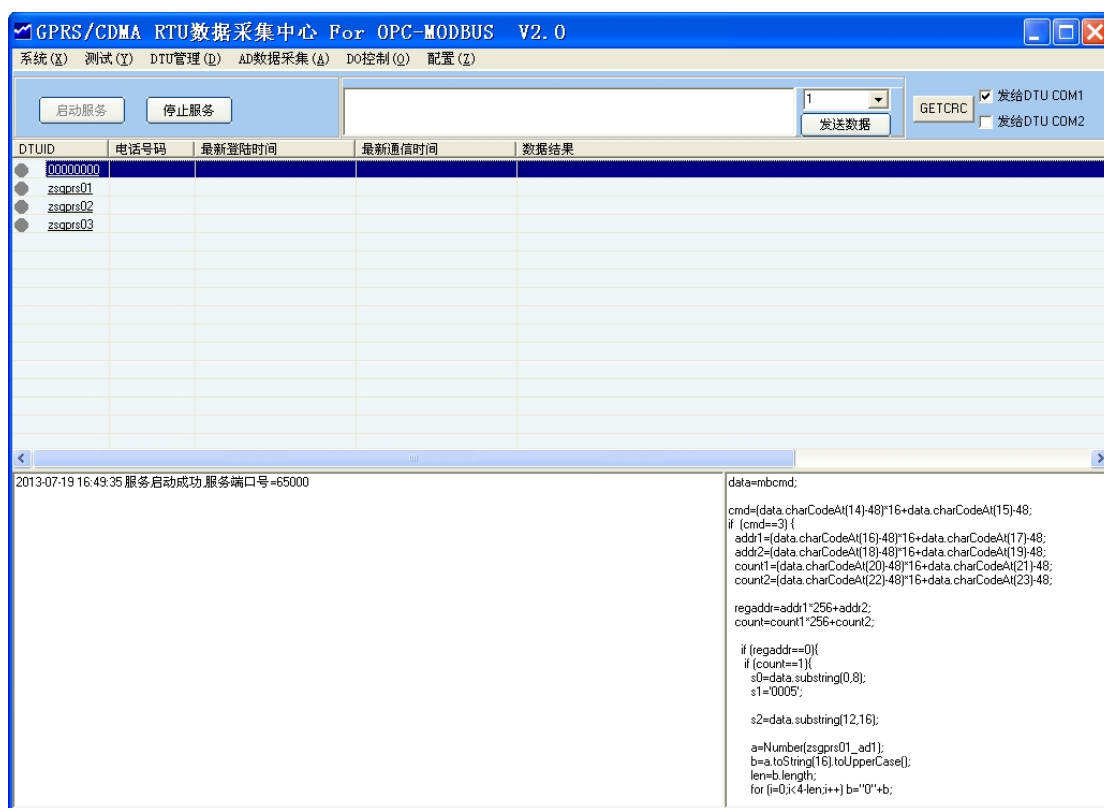 GPRS/CDMA RTU数据采集中心 For OPC-MODBUS V2.0
系统(X) 测试(Y) DTU管理(D) AD数据采集(A) DO控制(O) 配置(Z)
启动服务 停止服务 1 发送数据 GETCRC
发给DTU COM1
发给DTU COM2
DTUID 电话号码 最新登陆时间 最新通信时间 数据结果
00000000
zsgprs01
zsgprs02
zsgprs03
2013-07-19 16:49:35 服务启动成功,服务端口号=65000
data=mbcmd;
cmd=(data.charCodeAt(14)-48)*16+data.charCodeAt(15)-48;
if (cmd==3) {
addr1=(data.charCodeAt(16)-48)*16+data.charCodeAt(17)-48;
addr2=(data.charCodeAt(18)-48)*16+data.charCodeAt(19)-48;
count1=(data.charCodeAt(20)-48)*16+data.charCodeAt(21)-48;
count2=(data.charCodeAt(22)-48)*16+data.charCodeAt(23)-48;
regaddr=addr1*256+addr2;
count=count1*256+count2;
if (regaddr==0){
if (count==1){
s0=data.substring(0,8);
s1='0005';
s2=data.substring(12,16);
a=Number(zsgprs01_ad1);
b=a.toString(16).toUpperCase();
len=b.length;
for (i=0;i<4-len;i++) b="0"+b;